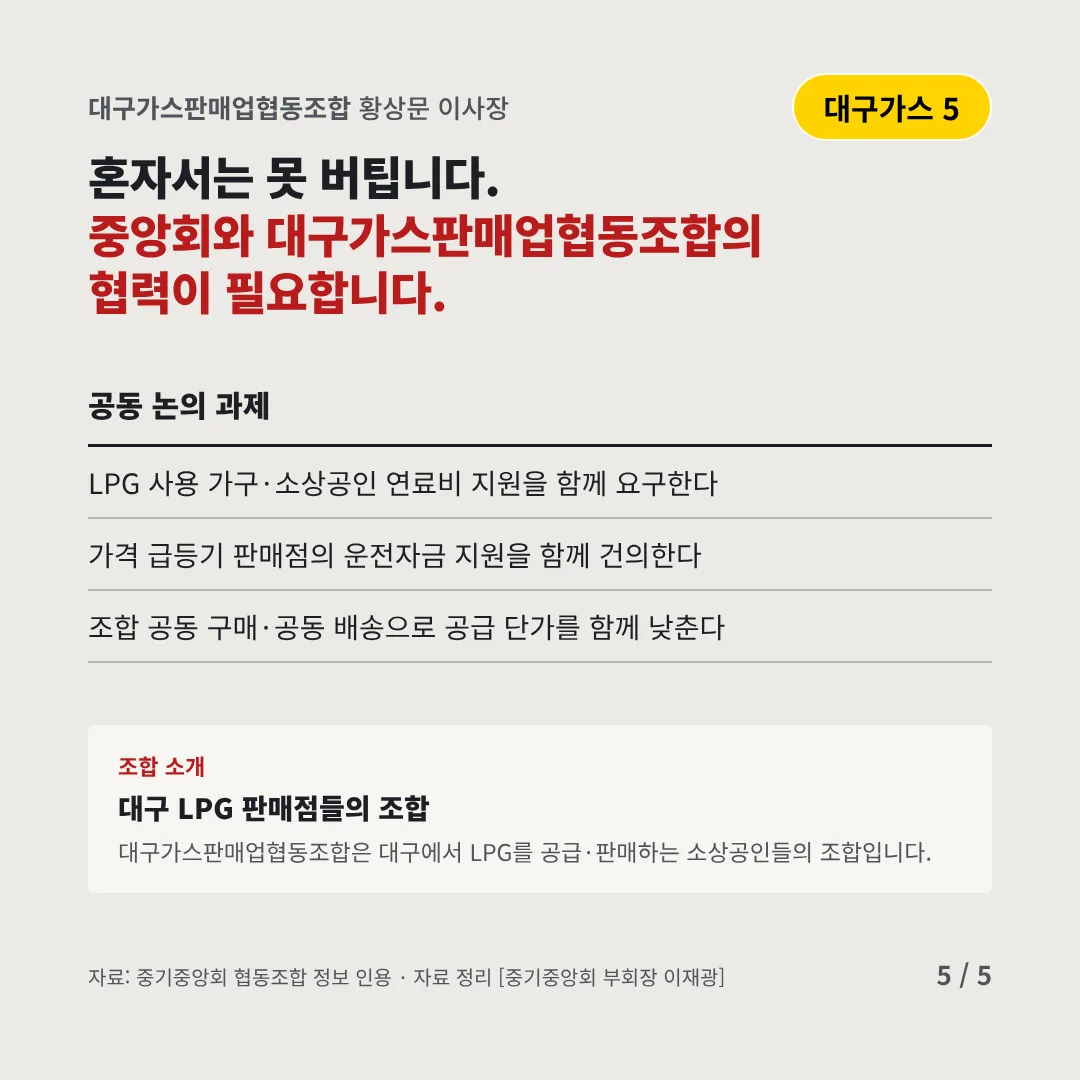 대구가스판매업협동조합 황상문 이사장
대구가스 5
혼자서는 못 버팁니다.
중앙회와 대구가스판매업협동조합의
협력이 필요합니다.
공동 논의 과제
LPG 사용 가구·소상공인 연료비 지원을 함께 요구한다
가격 급등기 판매점의 운전자금 지원을 함께 건의한다
조합 공동 구매·공동 배송으로 공급 단가를 함께 낮춘다
조합 소개
대구 LPG 판매점들의 조합
대구가스판매업협동조합은 대구에서 LPG를 공급·판매하는 소상공인들의 조합입니다.
자료: 중기중앙회 협동조합 정보 인용 · 자료 정리 [중기중앙회 부회장 이재광]
5 / 5